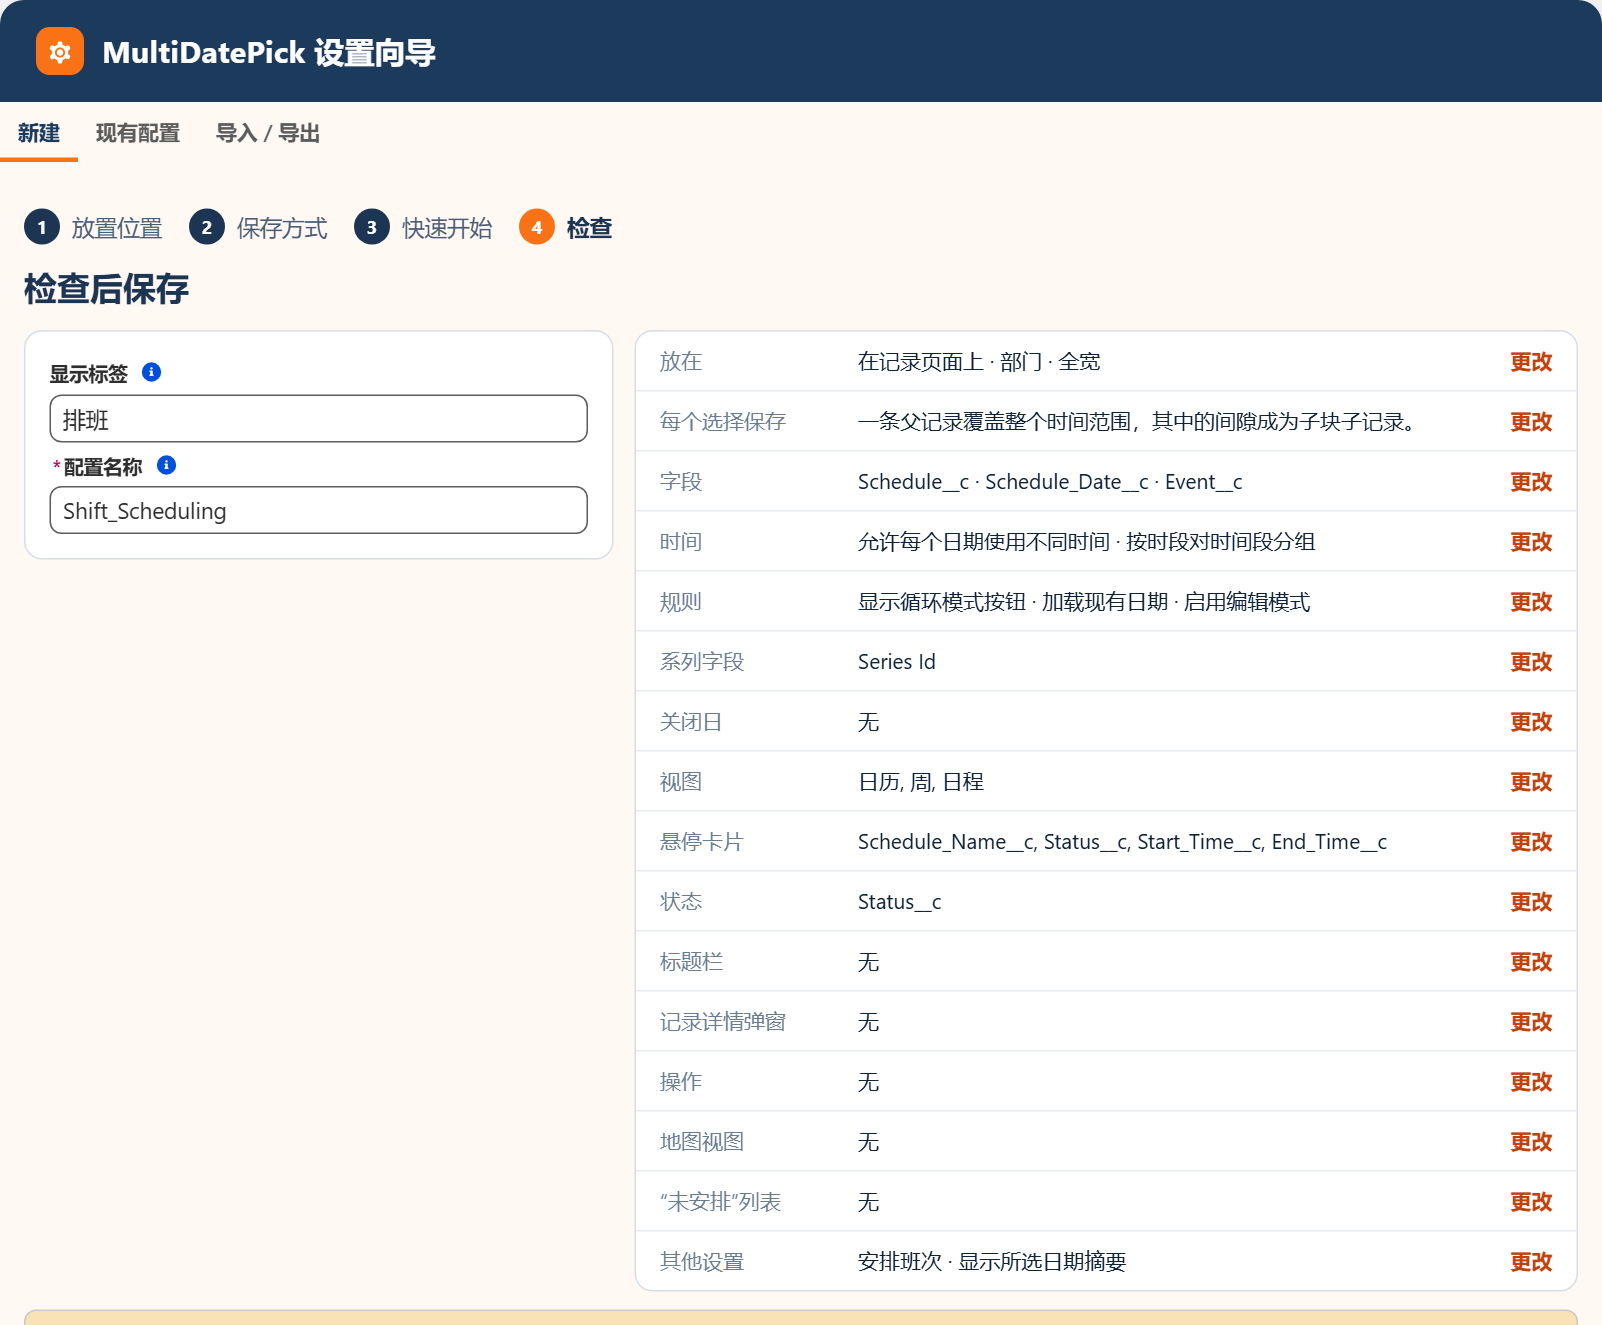 MultiDatePick 设置向导
新建 现有配置 导入 / 导出
1 放置位置 2 保存方式 3 快速开始 4 检查
检查后保存
显示标签
排班
*配置名称
Shift_Scheduling
放在 在记录页面上 · 部门 · 全宽 更改
每个选择保存 一条父记录覆盖整个时间范围，其中的间隙成为子块子记录。 更改
字段 Schedule__c · Schedule_Date__c · Event__c 更改
时间 允许每个日期使用不同时间 · 按时段对时间段分组 更改
规则 显示循环模式按钮 · 加载现有日期 · 启用编辑模式 更改
系列字段 Series Id 更改
关闭日 无 更改
视图 日历, 周, 日程 更改
悬停卡片 Schedule_Name__c, Status__c, Start_Time__c, End_Time__c 更改
状态 Status__c 更改
标题栏 无 更改
记录详情弹窗 无 更改
操作 无 更改
地图视图 无 更改
“未安排”列表 无 更改
其他设置 安排班次 · 显示所选日期摘要 更改